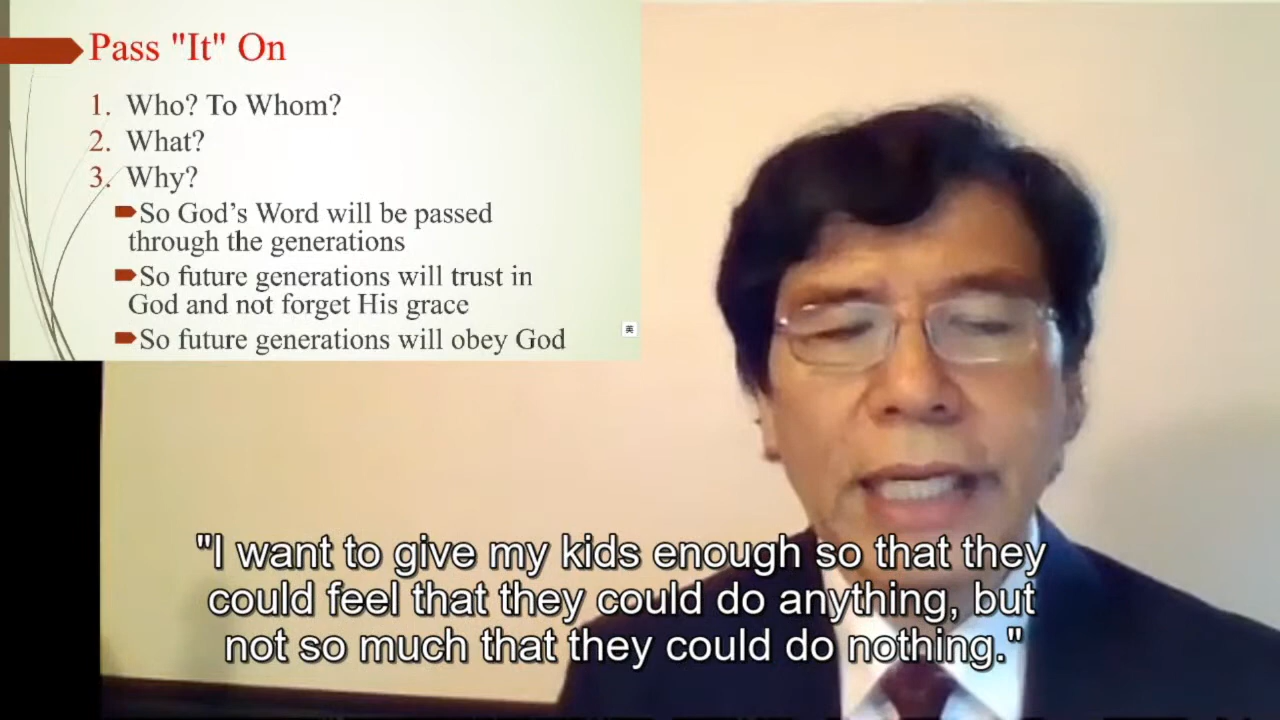 Pass "It" On
1. Who? To Whom?
2. What?
3. Why?
So God’s Word will be passed
through the generations
So future generations will trust in
God and not forget His grace
So future generations will obey God
英
"I want to give my kids enough so that they
could feel that they could do anything, but
not so much that they could do nothing."